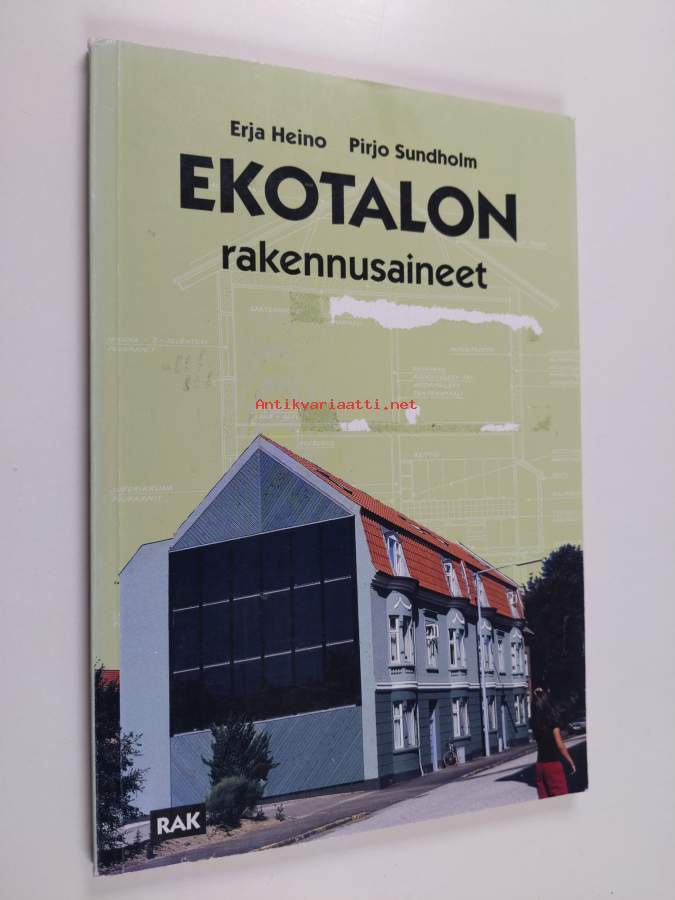 Erja Heino Pirjo Sundholm
EKOTALON
rakennusaineet
Antikvariaatti.net
RAK